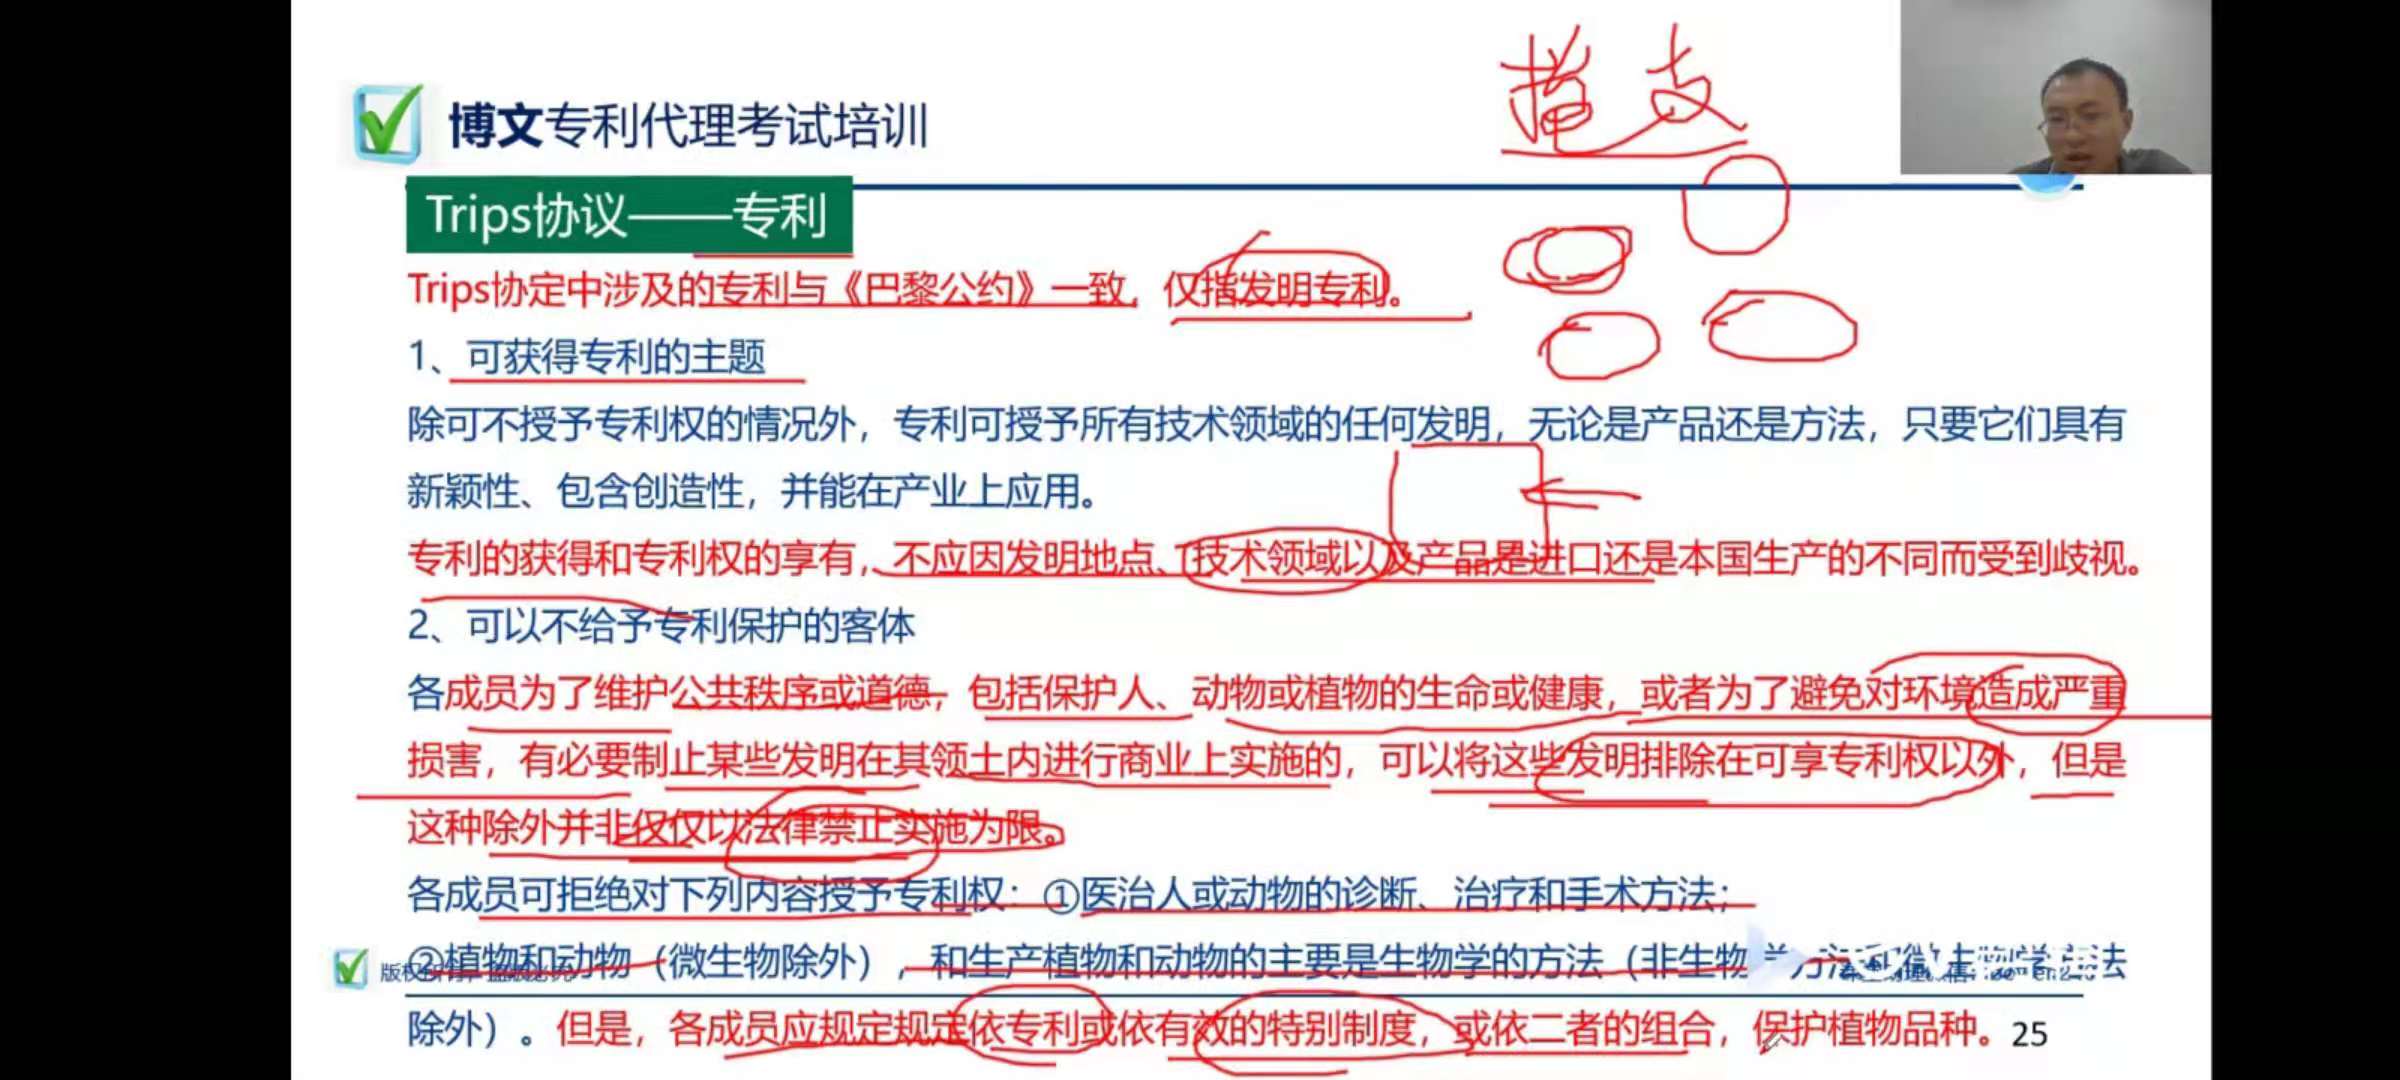 博文专利代理考试培训
Trips协议——专利
Trips协定中涉及的专利与《巴黎公约》一致，仅指发明专利。
1、可获得专利的主题
除可不授予专利权的情况外，专利可授予所有技术领域的任何发明，无论是产品还是方法，只要它们具有
新颖性、包含创造性，并能在产业上应用。
专利的获得和专利权的享有，不应因发明地点、技术领域以及产品是进口还是本国生产的不同而受到歧视。
2、可以不给予专利保护的客体
各成员为了维护公共秩序或道德，包括保护人、动物或植物的生命或健康，或者为了避免对环境造成严重
损害，有必要制止某些发明在其领土内进行商业上实施的，可以将这些发明排除在可享专利权以外，但是
这种除外并非仅仅以法律禁止实施为限。
各成员可拒绝对下列内容授予专利权：①医治人或动物的诊断、治疗和手术方法；
②植物和动物（微生物除外），和生产植物和动物的主要是生物学的方法（非生物学方法和微生物学方法
除外）。但是，各成员应规定规定依专利或依有效的特别制度，或依二者的组合，保护植物品种。25